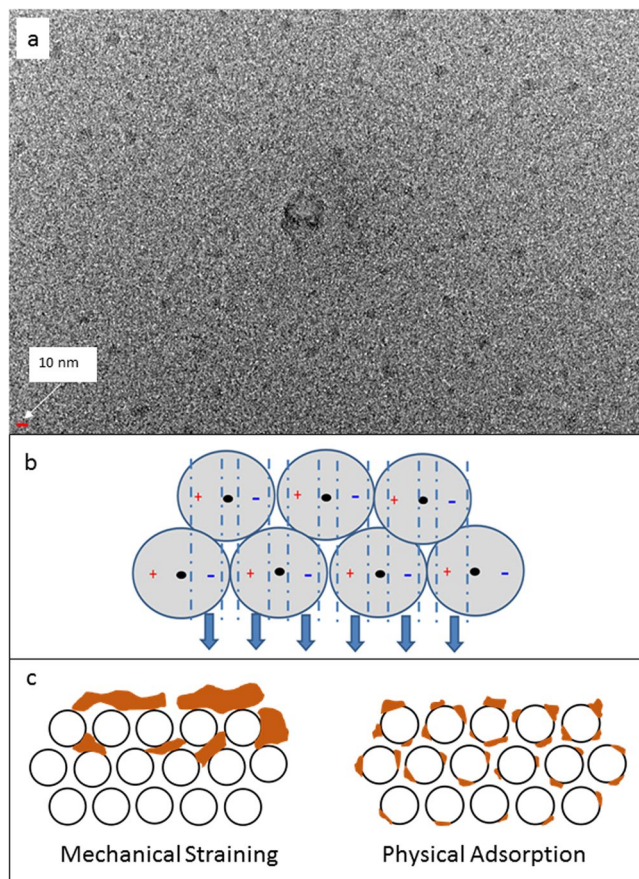 a
10 nm
b
+ - + - + -
+ - + - + - + -
c
Mechanical Straining Physical Adsorption